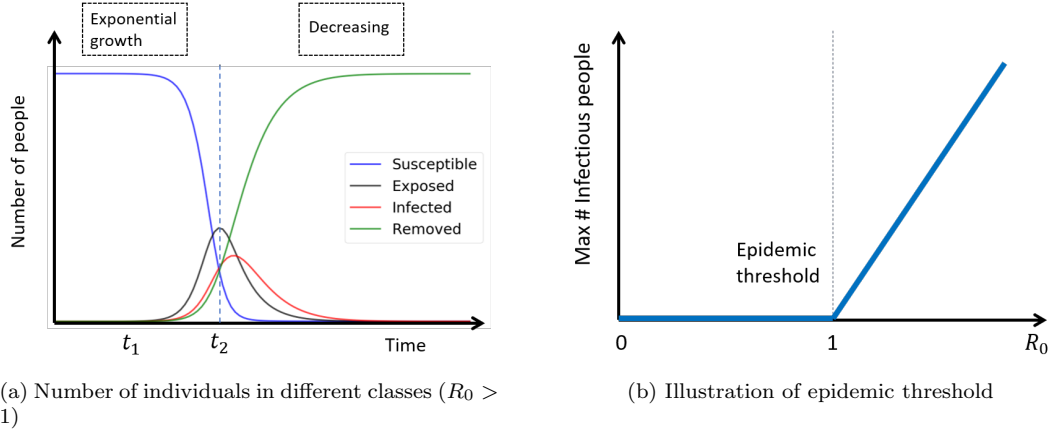 Exponential
growth
Decreasing
Number of people
Susceptible
Exposed
Infected
Removed
t₁
t₂
Time
(a) Number of individuals in different classes (R₀ >
1)
Max # Infectious people
Epidemic
threshold
0
1
R₀
(b) Illustration of epidemic threshold